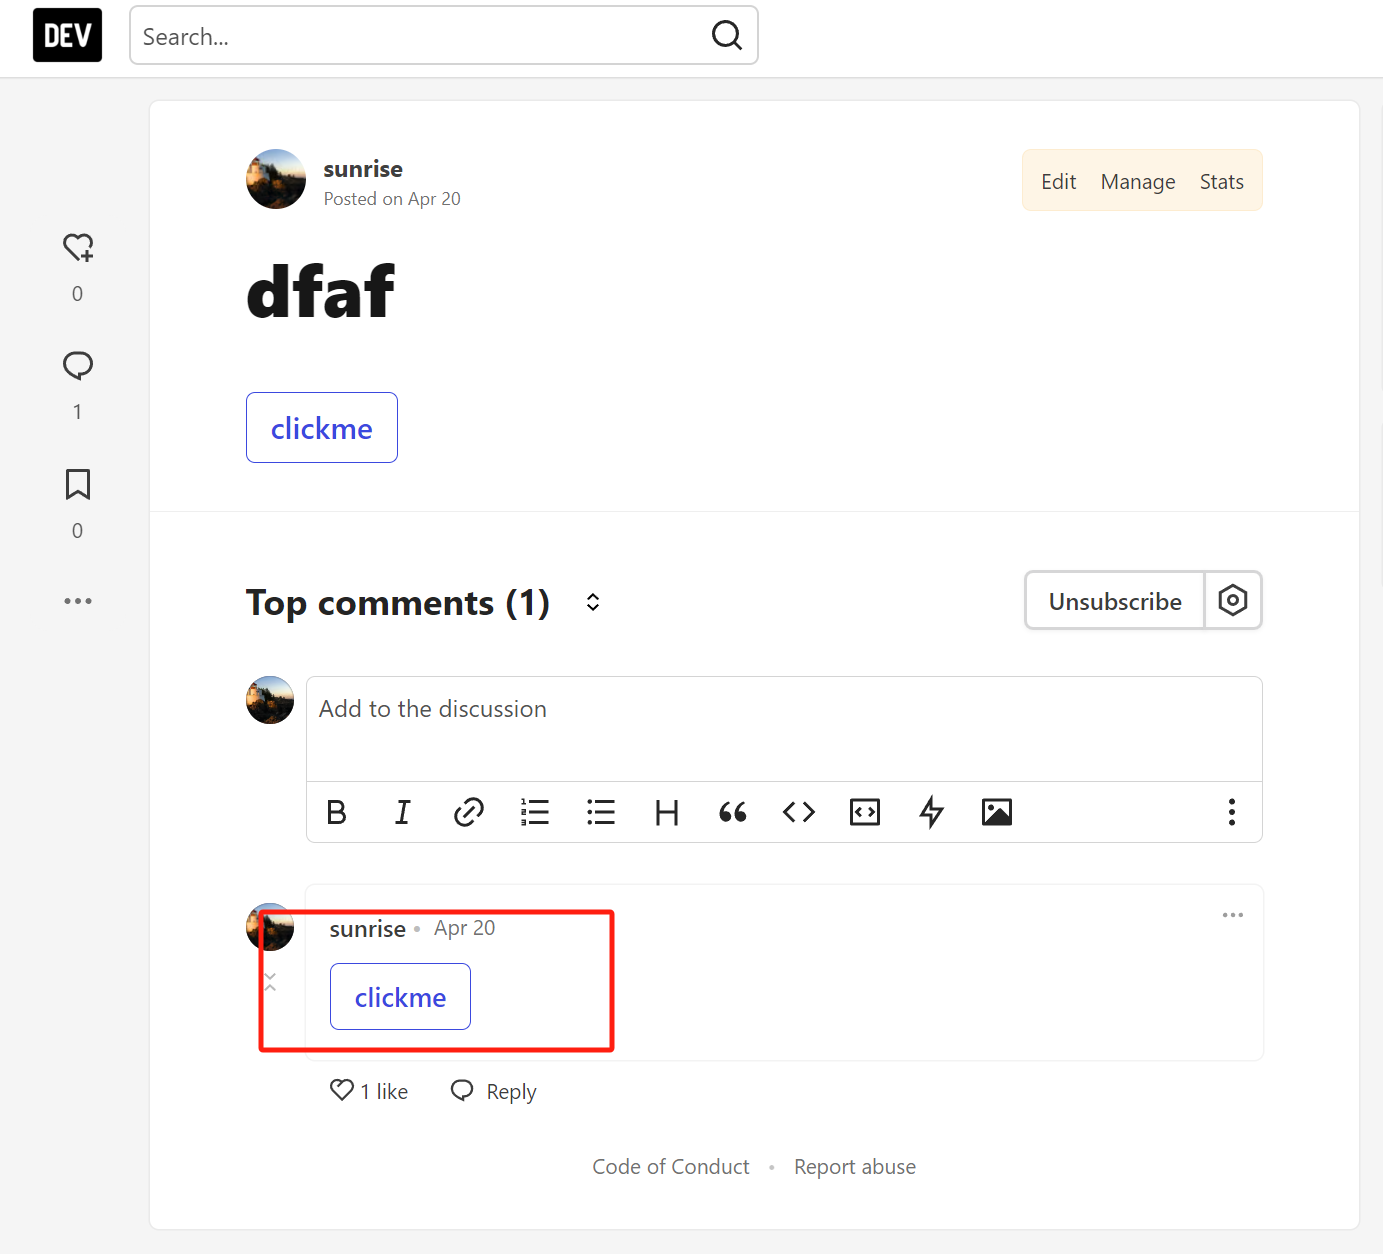 DEV
Search...
sunrise
Posted on Apr 20
Edit Manage Stats
0
dfaf
1
clickme
0
Top comments (1)
Unsubscribe
Add to the discussion
sunrise • Apr 20
clickme
1 like Reply
Code of Conduct • Report abuse